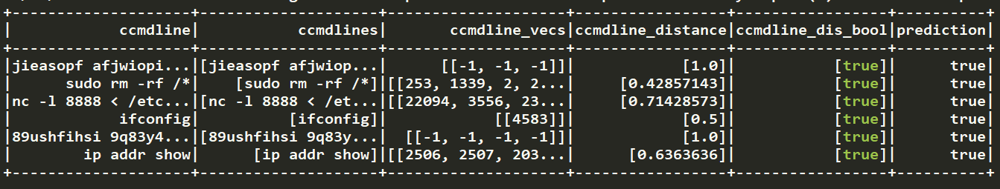 +--------------------+--------------------+--------------------+-----------------+-----------------+----------+
|            ccmdline|           ccmdlines|       ccmdline_vecs|ccmdline_distance|ccmdline_dis_bool|prediction|
+--------------------+--------------------+--------------------+-----------------+-----------------+----------+
|jieasopf afjwiopi...|[jieasopf afjwiop...|      [[-1, -1, -1]]|            [1.0]|           [true]|      true|
|       sudo rm -rf /*|    [sudo rm -rf /*]|[[253, 1339, 2, 2...|     [0.42857143]|           [true]|      true|
|nc -l 8888 < /etc...|[nc -l 8888 < /et...|[[22094, 3556, 23...|     [0.71428573]|           [true]|      true|
|            ifconfig|          [ifconfig]|            [[4583]]|            [0.5]|           [true]|      true|
|89ushfihsi 9q83y4...|[89ushfihsi 9q83y...|  [[-1, -1, -1, -1]]|            [1.0]|           [true]|      true|
|        ip addr show|      [ip addr show]|[[2506, 2507, 203...|      [0.6363636]|           [true]|      true|
+--------------------+--------------------+--------------------+-----------------+-----------------+----------+